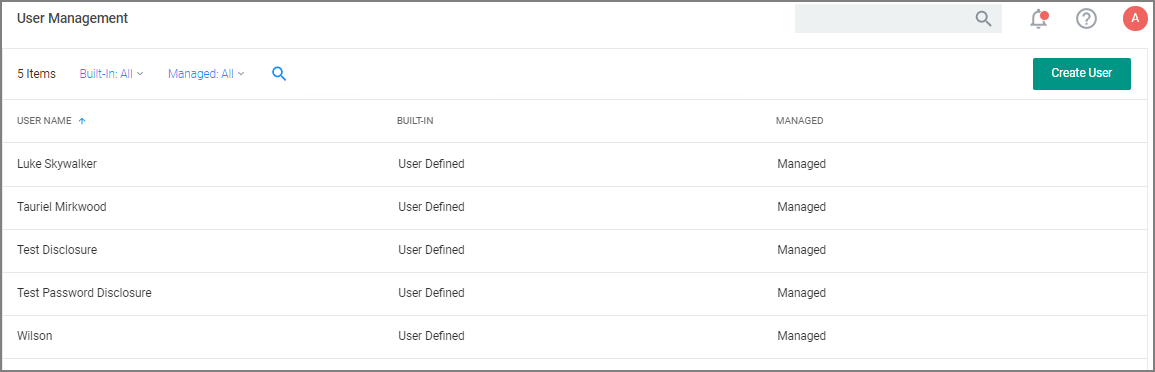 User Management
A
5 Items Built-In: All Managed: All Create User
USER NAME BUILT-IN MANAGED
Luke Skywalker User Defined Managed
Tauriel Mirkwood User Defined Managed
Test Disclosure User Defined Managed
Test Password Disclosure User Defined Managed
Wilson User Defined Managed